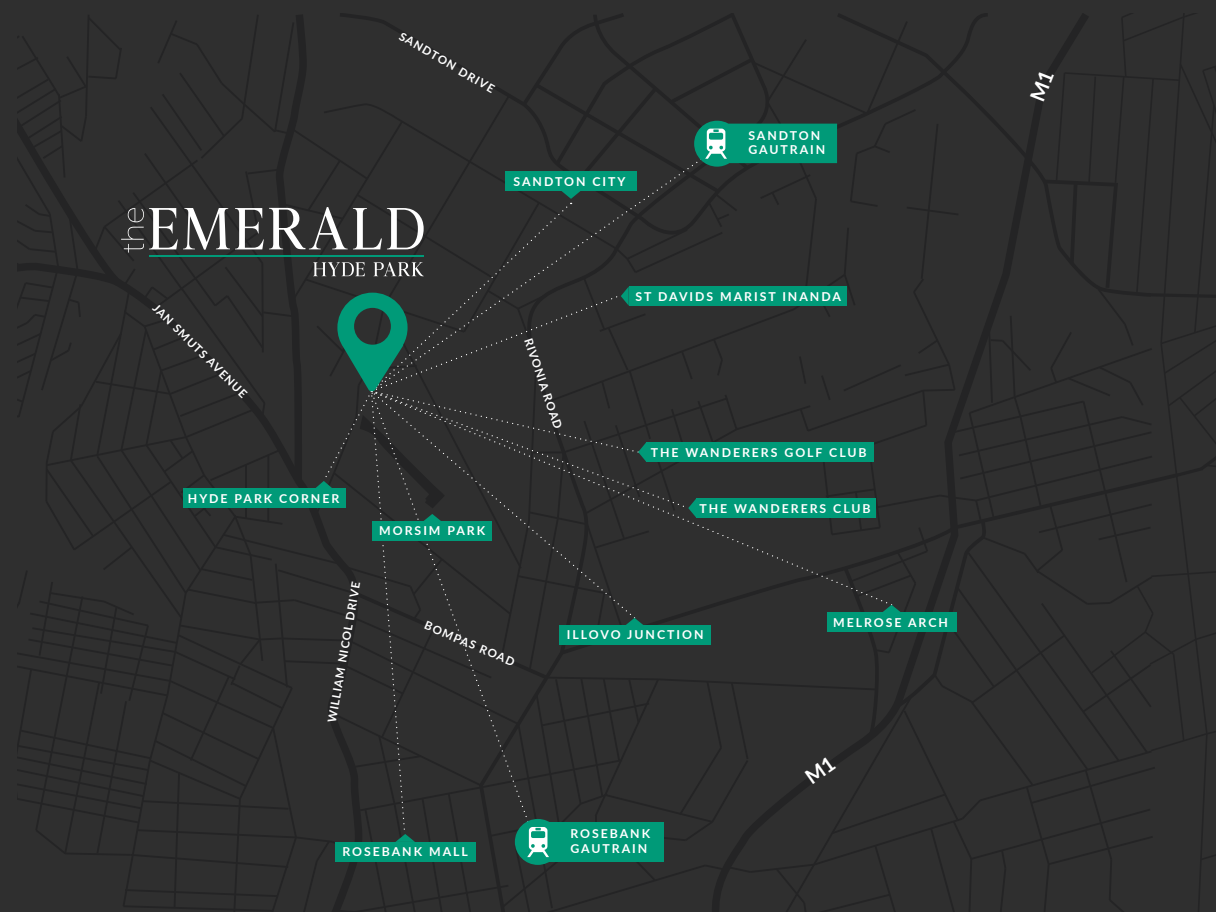 SANDTON DRIVE
M1
SANDTON
GAUTRAIN
SANDTON CITY
the EMERALD
HYDE PARK
ST DAVIDS MARIST INANDA
JAN SMUTS AVENUE
RIVONIA ROAD
THE WANDERERS GOLF CLUB
HYDE PARK CORNER
THE WANDERERS CLUB
MORSIM PARK
WILLIAM NICOL DRIVE
MELROSE ARCH
BOMPAS ROAD
ILLOVO JUNCTION
M1
ROSEBANK
GAUTRAIN
ROSEBANK MALL